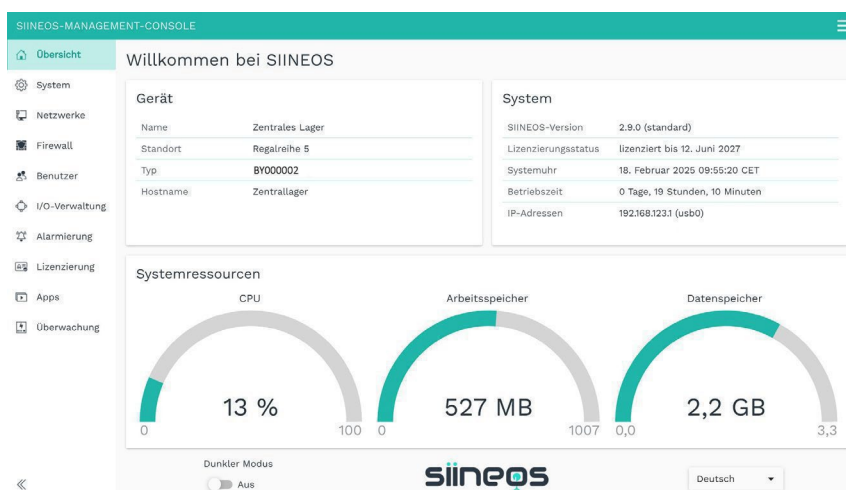 SIINEOS-MANAGEMENT-CONSOLE
Übersicht
System
Netzwerke
Firewall
Benutzer
I/O-Verwaltung
Alarmierung
Lizenzierung
Apps
Überwachung
Willkommen bei SIINEOS
Gerät
Name Zentrales Lager
Standort Regalreihe 5
Typ BY000002
Hostname Zentrallager
System
SIINEOS-Version 2.9.0 (standard)
Lizenzierungsstatus lizenziert bis 12. Juni 2027
Systemuhr 18. Februar 2025 09:55:20 CET
Betriebszeit 0 Tage, 19 Stunden, 10 Minuten
IP-Adressen 192.168.123.1 (usb0)
Systemressourcen
CPU
13 %
0 100
Arbeitsspeicher
527 MB
0 1007
Datenspeicher
2,2 GB
0,0 3,3
Dunkler Modus
Aus
siineos
Deutsch